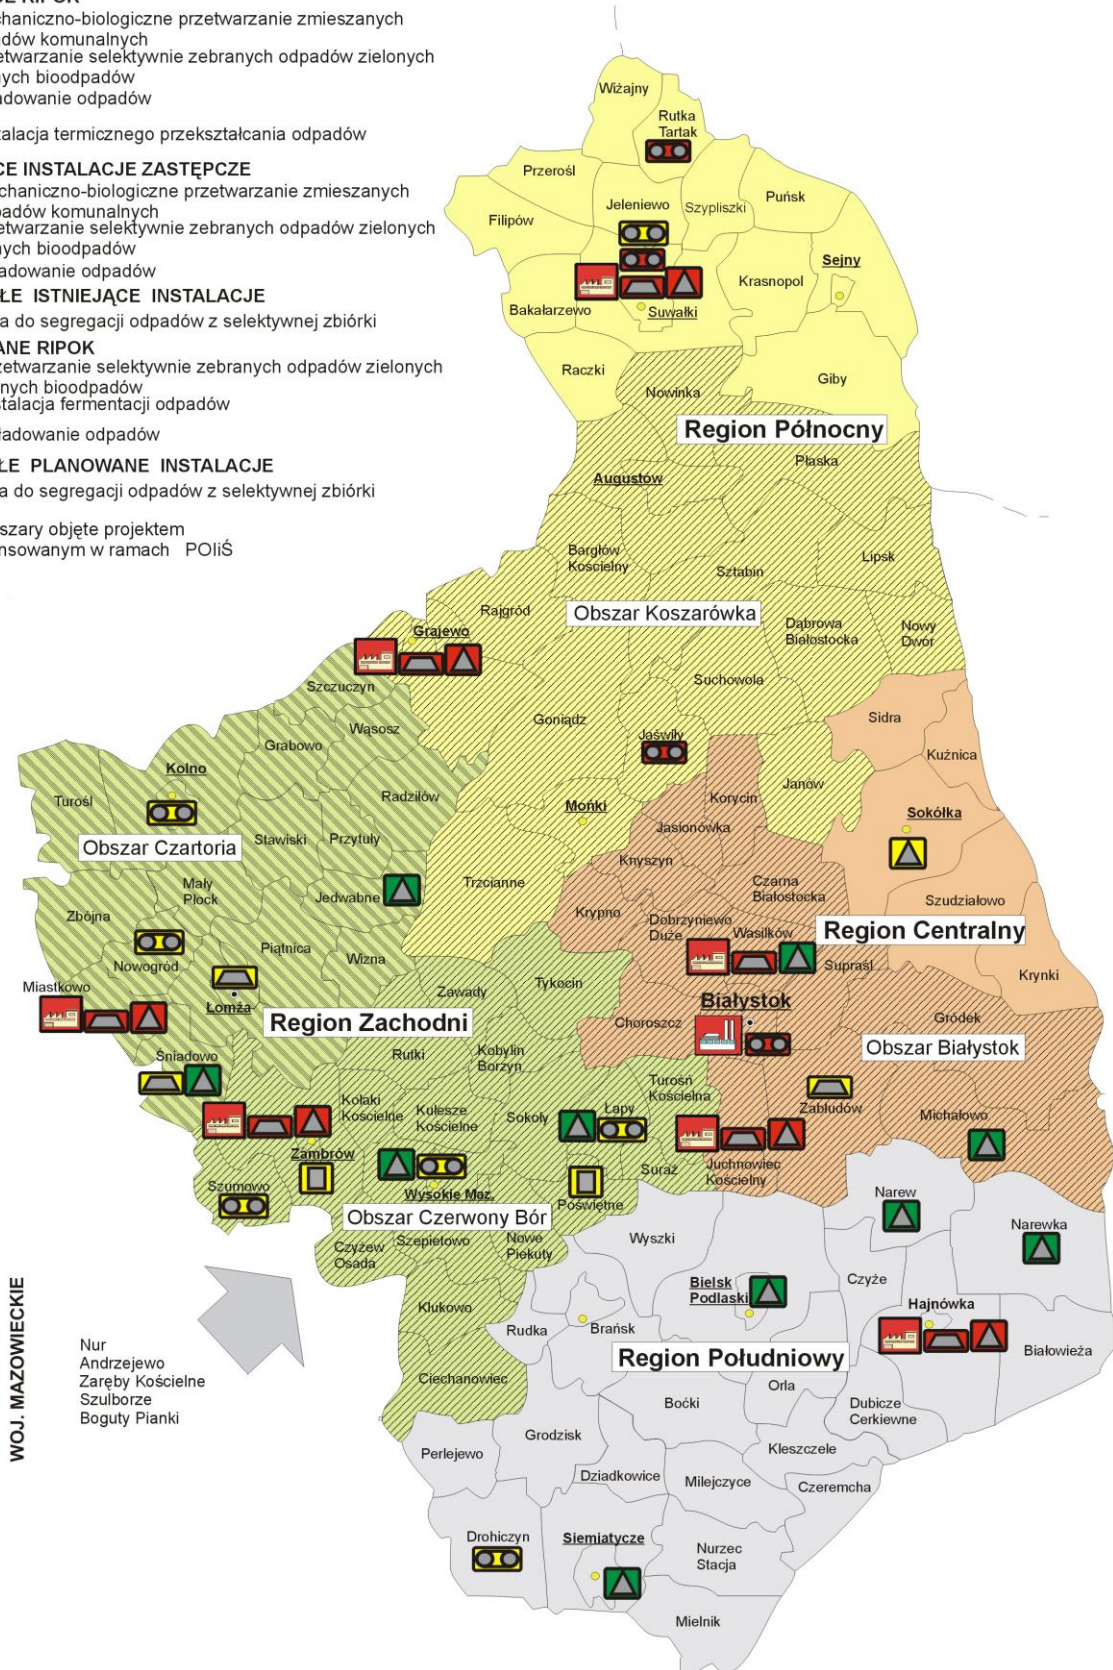 chaniczno-biologiczne przetwarzanie zmieszanych
adów komunalnych
etwarzanie selektywnie zebranych odpadów zielonych
nych bioodpadów
adowanie odpadów
talacja termicznego przekształcania odpadów
CE INSTALACJE ZASTĘPCZE
chaniczno-biologiczne przetwarzanie zmieszanych
padów komunalnych
etwarzanie selektywnie zebranych odpadów zielonych
nych bioodpadów
adowanie odpadów
ŁE ISTNIEJĄCE INSTALACJE
a do segregacji odpadów z selektywnej zbiórki
ANE RIPOK
zetwarzanie selektywnie zebranych odpadów zielonych
nych bioodpadów
stalacja fermentacji odpadów
ładowanie odpadów
ŁE PLANOWANE INSTALACJE
a do segregacji odpadów z selektywnej zbiórki
szary objęte projektem
nsowanym w ramach POIiŚ
Wiżajny
Rutka
Tartak
Przerośl
Puńsk
Jeleniewo
Szypliszki
Filipów
Sejny
Krasnopol
Bakałarzewo
Suwałki
Raczki
Giby
Nowinka
Region Północny
Płaska
Augustów
Bargłów
Kościelny
Sztabin
Lipsk
Rajgród
Obszar Koszarówka
Dąbrowa
Białostocka
Nowy
Dwór
Grajewo
Szczuczyn
Suchowola
Sidra
Wąsosz
Goniądz
Jaświły
Grabowo
Kuźnica
Kolno
Janów
Turośl
Radziłów
Korycin
Mońki
Sokółka
Jasionówka
Stawiski
Przytuły
Obszar Czartoria
Knyszyn
Trzcianne
Mały
Płock
Jedwabne
Czarna
Białostocka
Szudziałowo
Zbójna
Krypno
Dobrzyniewo
Duże
Wasilków
Region Centralny
Piątnica
Nowogród
Wizna
Supraśl
Krynki
Miastkowo
Tykocin
Zawady
Łomża
Białystok
Region Zachodni
Choroszcz
Gródek
Obszar Białystok
Śniadowo
Rutki
Kobylin
Borzyn
Turośń
Kościelna
Kołaki
Kościelne
Kulesze
Kościelne
Sokoły
Łapy
Zabłudów
Michałowo
Zambrów
Suraż
Juchnowiec
Kościelny
Szumowo
Wysokie Maz.
Poświętne
Narew
Obszar Czerwony Bór
Narewka
Czyżew
Osada
Szepietowo
Nowe
Piekuty
Wyszki
Bielsk
Podlaski
Czyże
Klukowo
Hajnówka
Rudka
Brańsk
Białowieża
Region Południowy
Ciechanowiec
Orla
Boćki
Dubicze
Cerkiewne
Grodzisk
Perlejewo
Kleszczele
Dziadkowice
Milejczyce
Czeremcha
Drohiczyn
Siemiatycze
Nurzec
Stacja
Mielnik
WOJ. MAZOWIECKIE
Nur
Andrzejewo
Zaręby Kościelne
Szulborze
Boguty Pianki